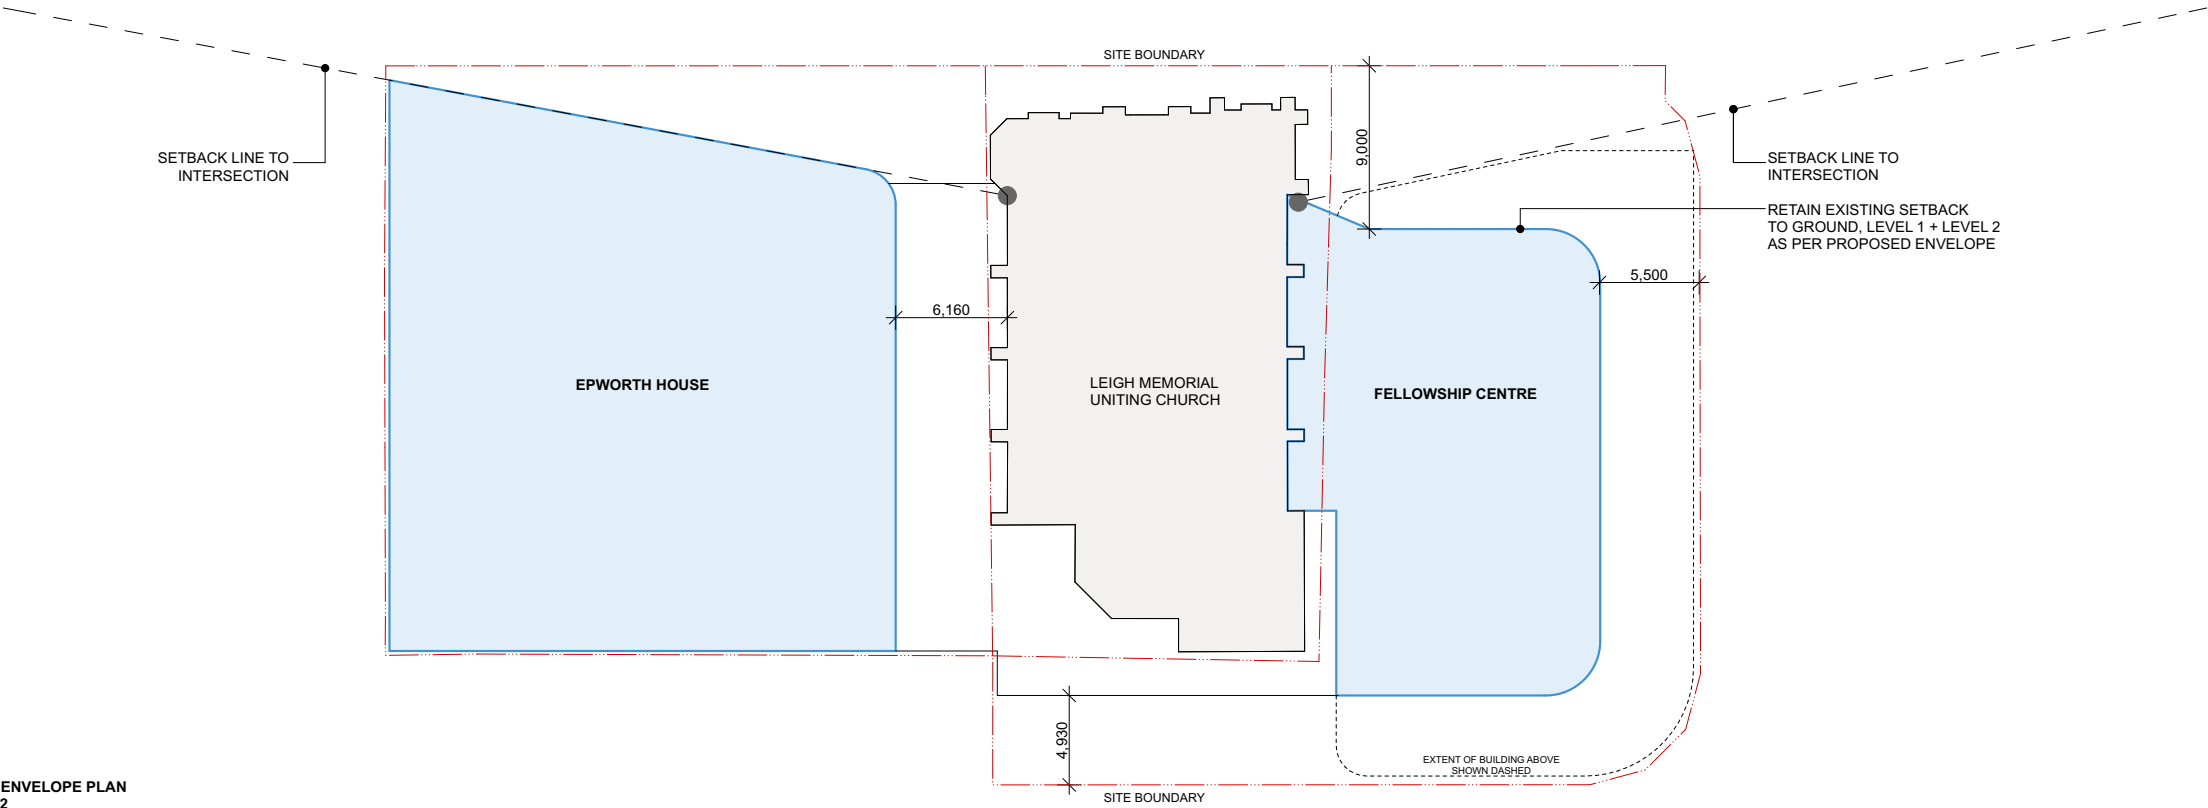 SITE BOUNDARY
SETBACK LINE TO
INTERSECTION
9,000
SETBACK LINE TO
INTERSECTION
RETAIN EXISTING SETBACK
TO GROUND, LEVEL 1 + LEVEL 2
AS PER PROPOSED ENVELOPE
5,500
6,160
EPWORTH HOUSE
LEIGH MEMORIAL
UNITING CHURCH
FELLOWSHIP CENTRE
4,930
EXTENT OF BUILDING ABOVE
SHOWN DASHED
ENVELOPE PLAN
2
SITE BOUNDARY